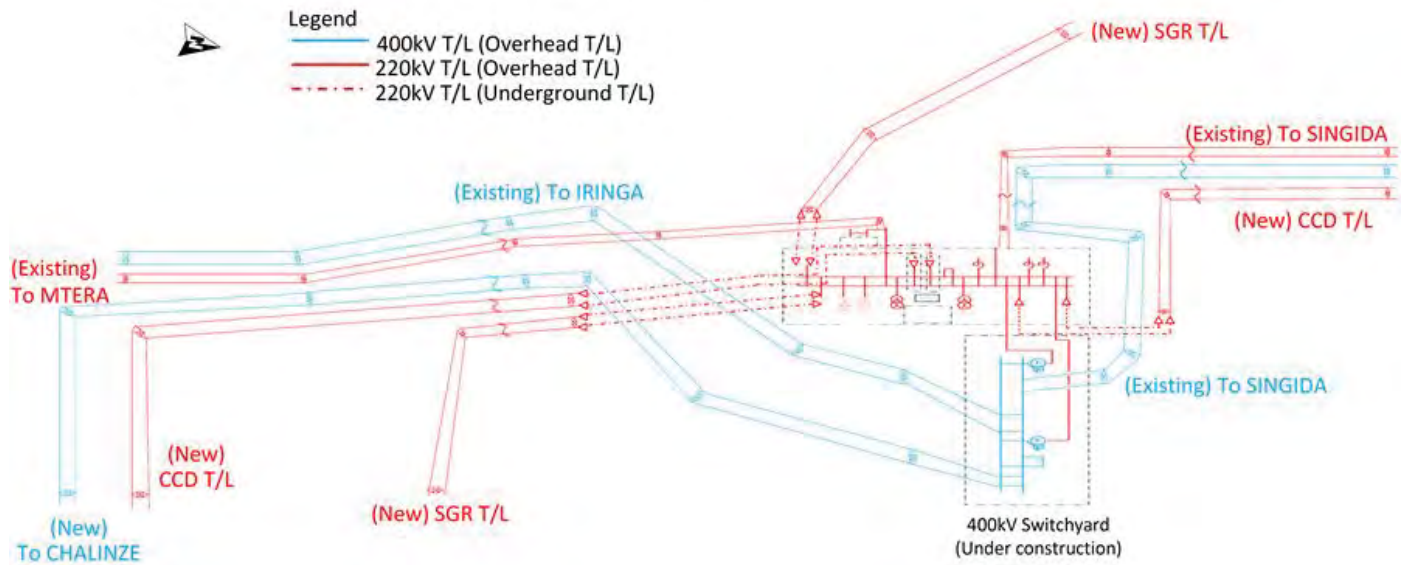 Legend
400kV T/L (Overhead T/L)
220kV T/L (Overhead T/L)
220kV T/L (Underground T/L)
(New) SGR T/L
(Existing) To SINGIDA
(Existing) To IRINGA
(New) CCD T/L
(Existing)
To MTERA
(Existing) To SINGIDA
(New)
CCD T/L
(New) SGR T/L
(New)
To CHALINZE
400kV Switchyard
(Under construction)